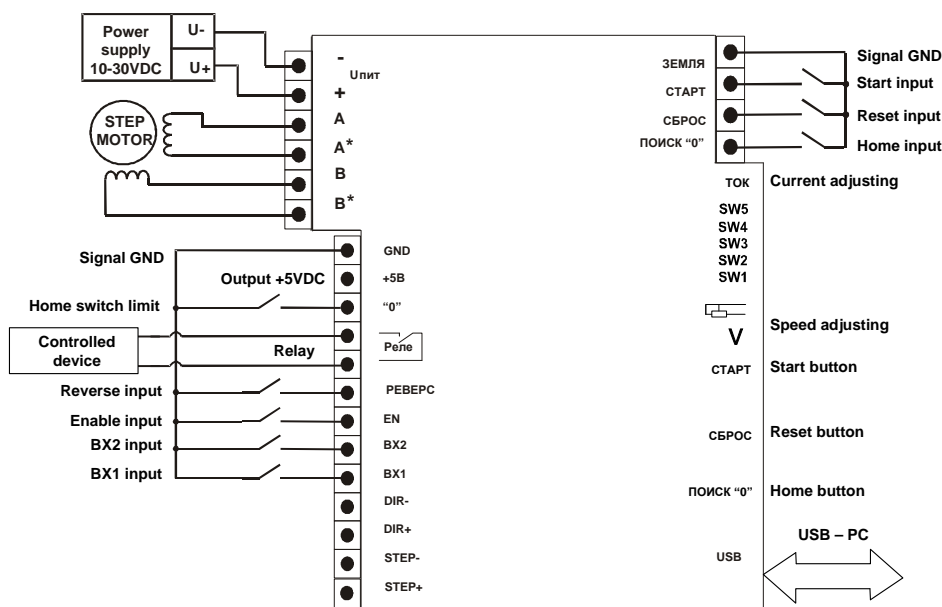 Power
supply
10-30VDC
U-
U+
STEP
MOTOR
-
Uпит
+
A
A*
B
B*
ЗЕМЛЯ
СТАРТ
СБРОС
ПОИСК “0”
Signal GND
Start input
Reset input
Home input
ТОК
Current adjusting
SW5
SW4
SW3
SW2
SW1
V
Speed adjusting
СТАРТ
Start button
СБРОС
Reset button
ПОИСК “0”
Home button
USB
USB – PC
Signal GND
Output +5VDC
Home switch limit
Controlled
device
Relay
Reverse input
Enable input
BX2 input
BX1 input
GND
+5В
“0”
Реле
РЕВЕРС
EN
BX2
BX1
DIR-
DIR+
STEP-
STEP+